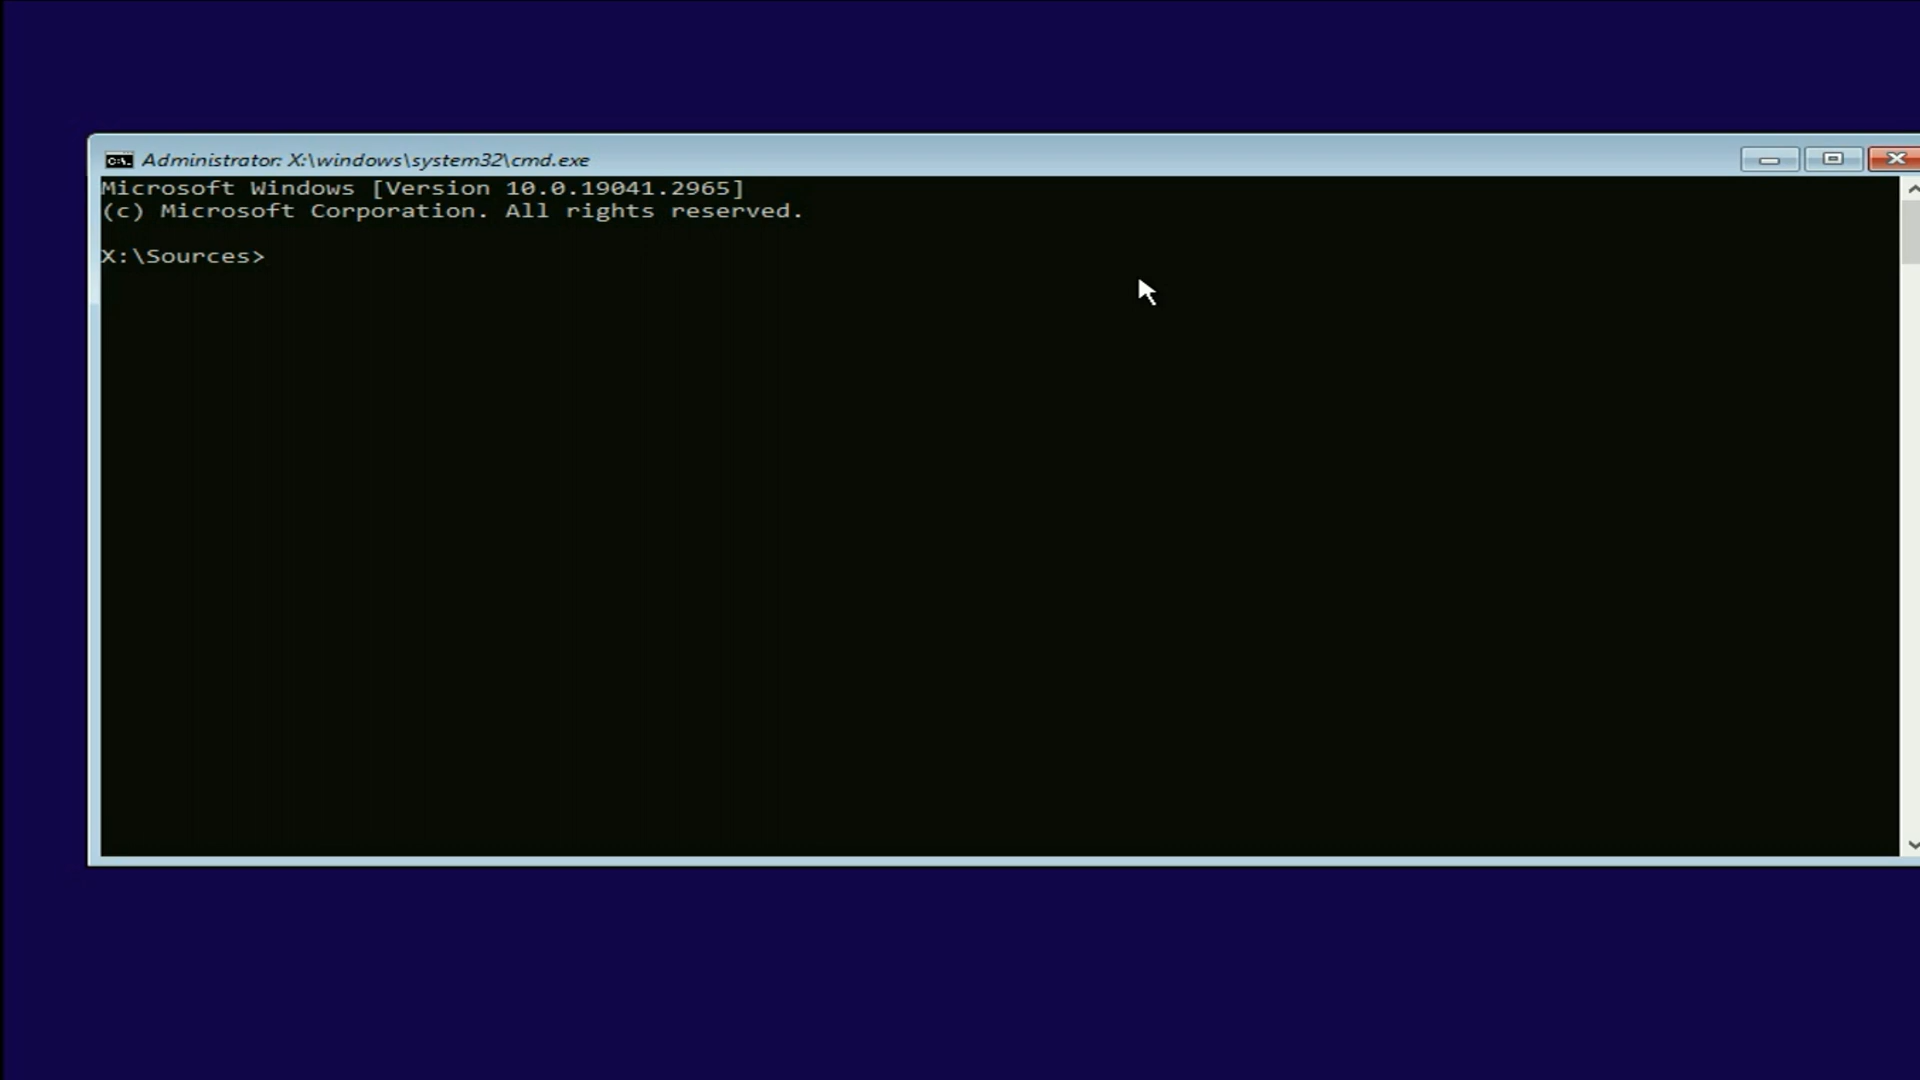 Administrator: X:\windows\system32\cmd.exe
Microsoft Windows [Version 10.0.19041.2965]
(c) Microsoft Corporation. All rights reserved.
X:\Sources>